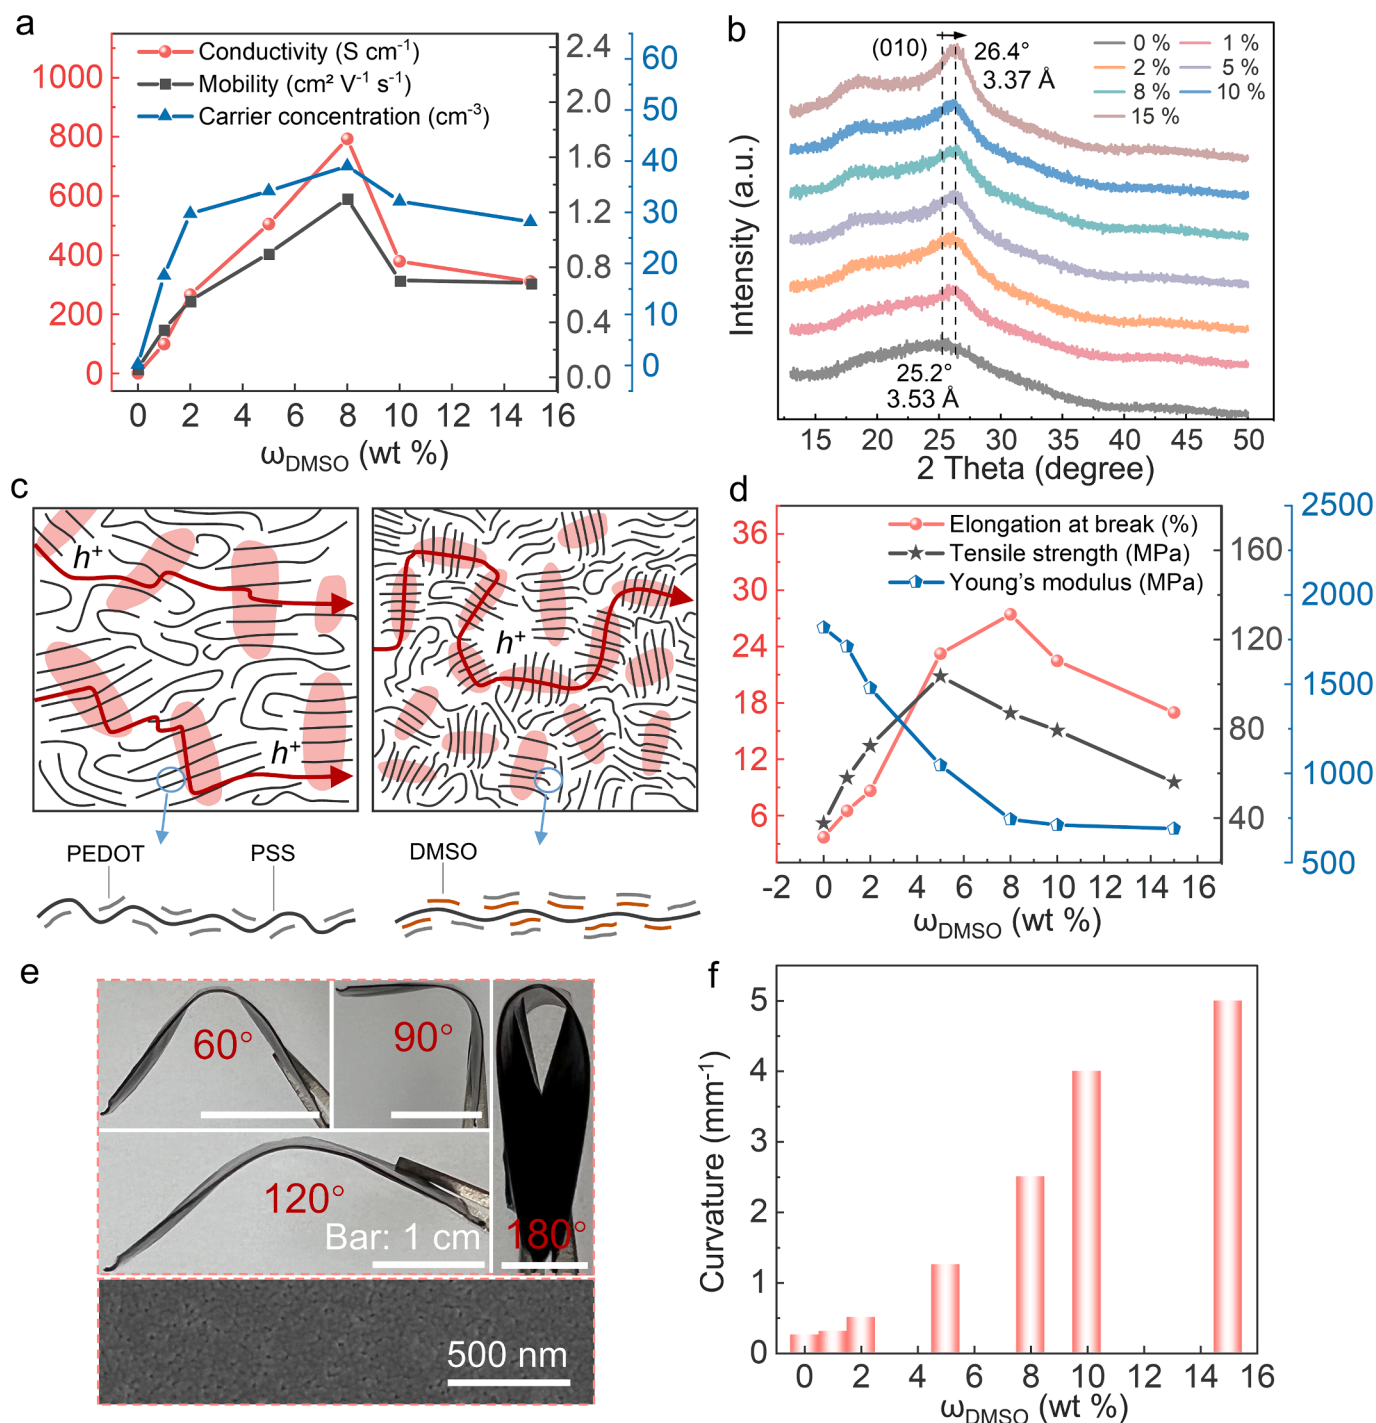 a
Conductivity (S cm⁻¹)
Mobility (cm² V⁻¹ s⁻¹)
Carrier concentration (cm⁻³)
1000
800
600
400
200
0
2.4
2.0
1.6
1.2
0.8
0.4
0.0
60
50
40
30
20
10
0
0 2 4 6 8 10 12 14 16
ω_DMSO (wt %)
b
(010)
26.4°
3.37 Å
0 % 1 %
2 % 5 %
8 % 10 %
15 %
25.2°
3.53 Å
Intensity (a.u.)
15 20 25 30 35 40 45 50
2 Theta (degree)
c
h⁺
h⁺
h⁺
PEDOT PSS DMSO
d
Elongation at break (%)
Tensile strength (MPa)
Young's modulus (MPa)
36
30
24
18
12
6
160
120
80
40
2500
2000
1500
1000
500
-2 0 2 4 6 8 10 12 14 16
ω_DMSO (wt %)
e
60°
90°
120°
180°
Bar: 1 cm
500 nm
f
Curvature (mm⁻¹)
5
4
3
2
1
0
0 2 4 6 8 10 12 14 16
ω_DMSO (wt %)